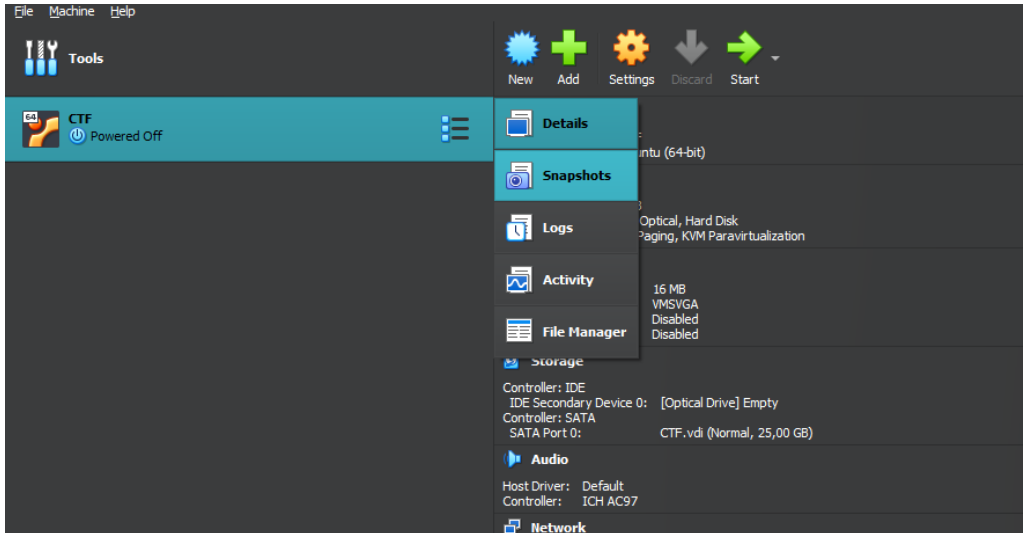 File Machine Help
Tools
New Add Settings Discard Start
64
CTF
Powered Off
Details
Snapshots
Logs
Activity
File Manager
untu (64-bit)
Optical, Hard Disk
Paging, KVM Paravirtualization
16 MB
VMSVGA
Disabled
Disabled
Storage
Controller: IDE
IDE Secondary Device 0: [Optical Drive] Empty
Controller: SATA
SATA Port 0: CTF.vdi (Normal, 25,00 GB)
Audio
Host Driver: Default
Controller: ICH AC97
Network